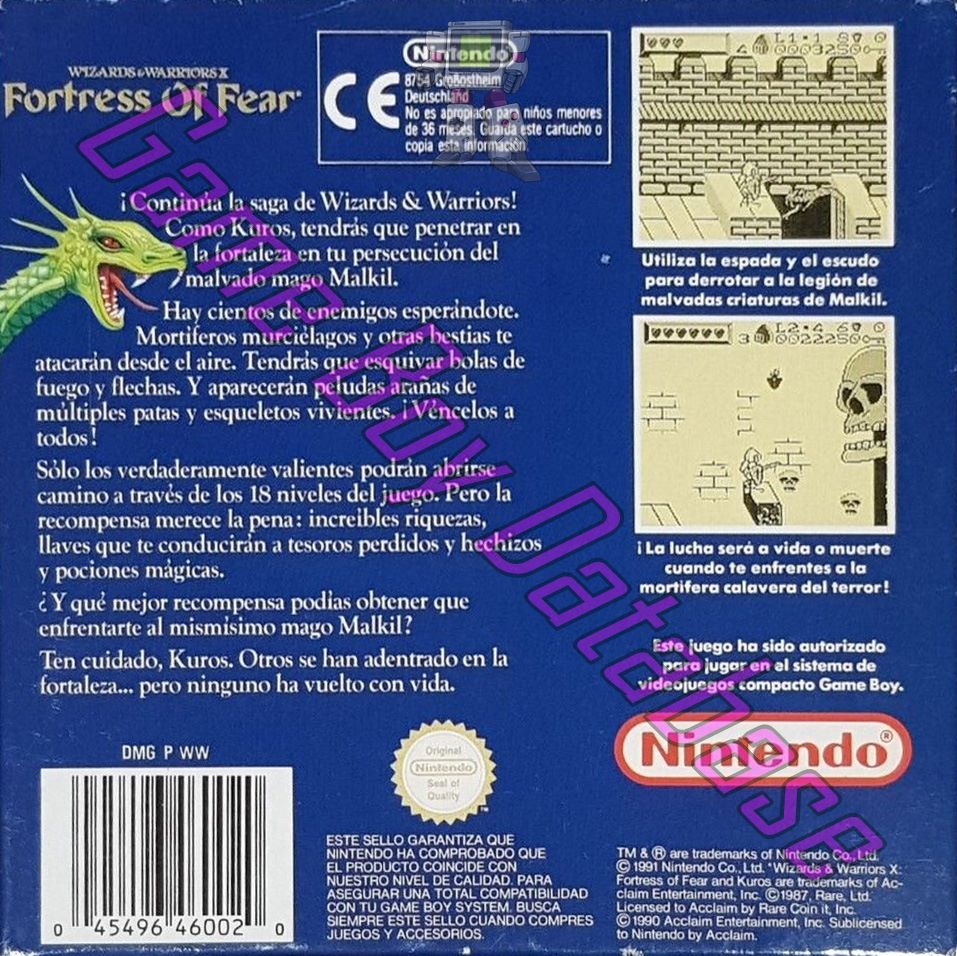 WIZARDS & WARRIORS X
Fortress Of Fear™
Nintendo®
CE
8754 Großostheim
Deutschland
No es apropiado para niños menores
de 36 meses. Guarda este cartucho o
copia esta información.
¡Continúa la saga de Wizards & Warriors!
Como Kuros, tendrás que penetrar en
la fortaleza en tu persecución del
malvado mago Malkil.
Hay cientos de enemigos esperándote.
Mortíferos murciélagos y otras bestias te
atacarán desde el aire. Tendrás que esquivar bolas de
fuego y flechas. Y aparecerán peludas arañas de
múltiples patas y esqueletos vivientes. ¡Véncelos a
todos!
Sólo los verdaderamente valientes podrán abrirse
camino a través de los 18 niveles del juego. Pero la
recompensa merece la pena: increíbles riquezas,
llaves que te conducirán a tesoros perdidos y hechizos
y pociones mágicas.
¿Y qué mejor recompensa podías obtener que
enfrentarte al mismísimo mago Malkil?
Ten cuidado, Kuros. Otros se han adentrado en la
fortaleza... pero ninguno ha vuelto con vida.
L1-1
4
0003250
Utiliza la espada y el escudo
para derrotar a la legión de
malvadas criaturas de Malkil.
L2-4
3
0022250
¡La lucha será a vida o muerte
cuando te enfrentes a la
mortífera calavera del terror!
Este juego ha sido autorizado
para jugar en el sistema de
videojuegos compacto Game Boy.
Nintendo®
DMG P WW
0 45496 46002 0
Original
Nintendo
Seal of
Quality
™
ESTE SELLO GARANTIZA QUE
NINTENDO HA COMPROBADO QUE
EL PRODUCTO COINCIDE CON
NUESTRO NIVEL DE CALIDAD. PARA
ASEGURAR UNA TOTAL COMPATIBILIDAD
CON TU GAME BOY SYSTEM. BUSCA
SIEMPRE ESTE SELLO CUANDO COMPRES
JUEGOS Y ACCESORIOS.
TM & ® are trademarks of Nintendo Co., Ltd.
© 1991 Nintendo Co., Ltd. "Wizards & Warriors X:
Fortress of Fear and Kuros are trademarks of Ac-
claim Entertainment, Inc. ©1987, Rare, Ltd.
Licensed to Acclaim by Rare Coin it, Inc.
© 1990 Acclaim Entertainment, Inc. Sublicensed
to Nintendo by Acclaim.
Game Boy Database